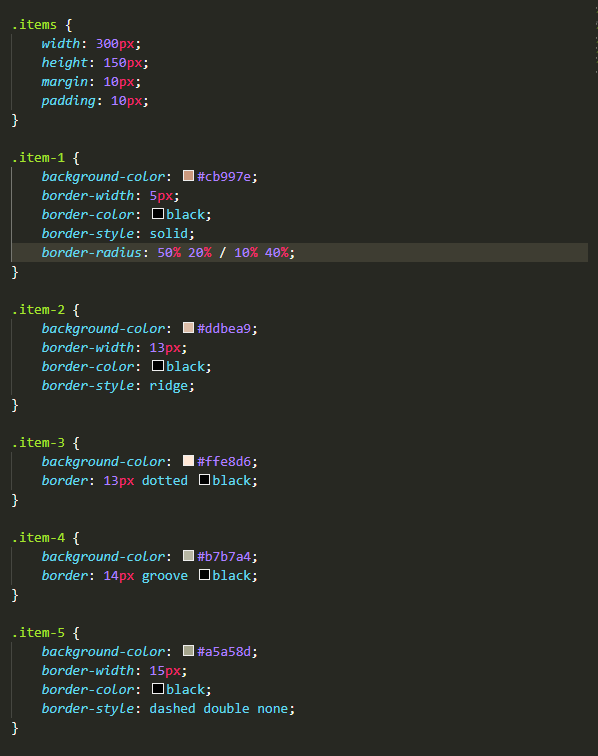 .items {
    width: 300px;
    height: 150px;
    margin: 10px;
    padding: 10px;
}

.item-1 {
    background-color: #cb997e;
    border-width: 5px;
    border-color: black;
    border-style: solid;
    border-radius: 50% 20% / 10% 40%;
}

.item-2 {
    background-color: #ddbea9;
    border-width: 13px;
    border-color: black;
    border-style: ridge;
}

.item-3 {
    background-color: #ffe8d6;
    border: 13px dotted black;
}

.item-4 {
    background-color: #b7b7a4;
    border: 14px groove black;
}

.item-5 {
    background-color: #a5a58d;
    border-width: 15px;
    border-color: black;
    border-style: dashed double none;
}